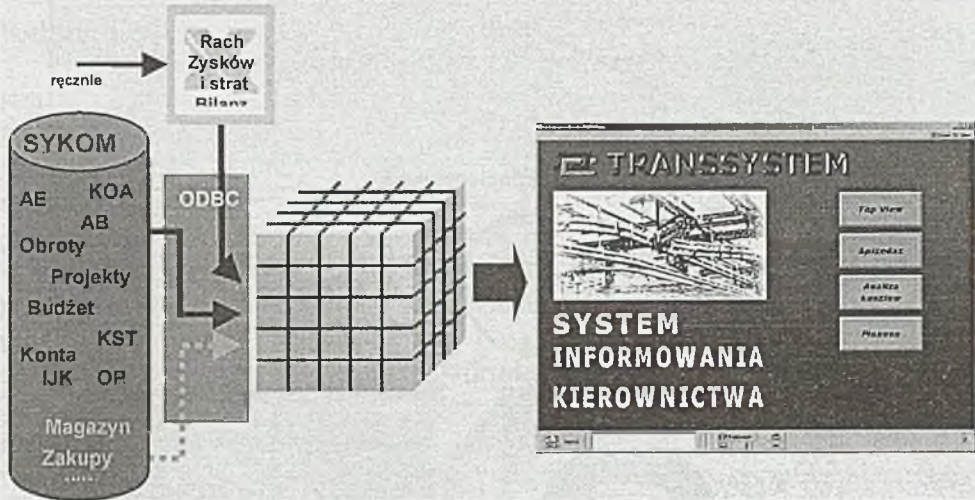 ręcznie
Rach
Zysków
i strat
Bilanz
SYKOM
AE KOA
AB
Obroty
Projekty
Budżet
KST
Konta
IJK OP
Magazyn
Zakupy
.....
ODBC
TRANSSYSTEM
Top View
Sprzedaż
Analiza
kosztów
SYSTEM
INFORMOWANIA
KIEROWNICTWA